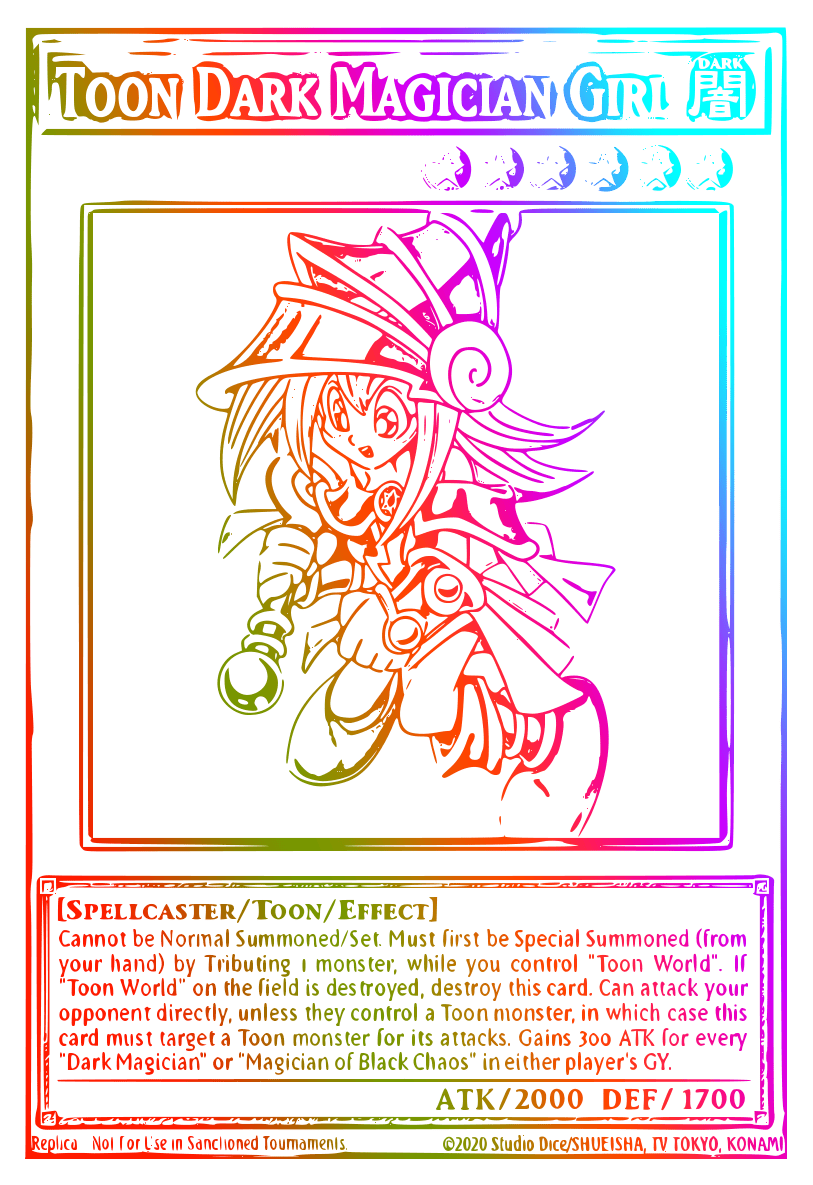 TOON DARK MAGICIAN GIRL
DARK
闇
[SPELLCASTER/TOON/EFFECT]
Cannot be Normal Summoned/Set. Must first be Special Summoned (from
your hand) by Tributing 1 monster, while you control "Toon World". If
"Toon World" on the field is destroyed, destroy this card. Can attack your
opponent directly, unless they control a Toon monster, in which case this
card must target a Toon monster for its attacks. Gains 300 ATK for every
"Dark Magician" or "Magician of Black Chaos" in either player's GY.
ATK/2000 DEF/1700
Replica Not For Use in Sanctioned Tournaments.
©2020 Studio Dice/SHUEISHA, TV TOKYO, KONAMI